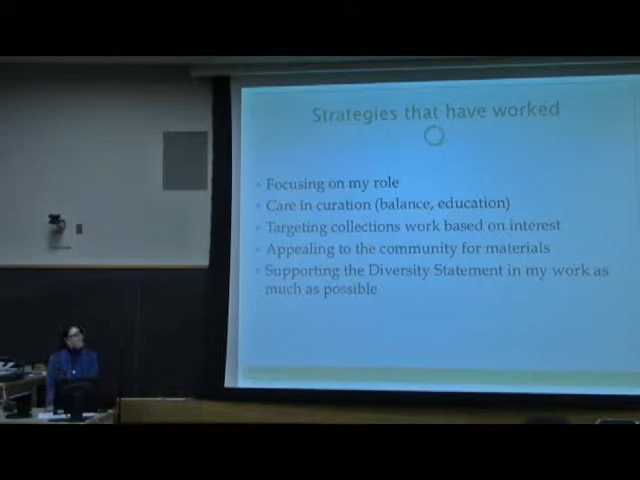 Strategies that have worked
Focusing on my role
Care in curation (balance, education)
Targeting collections work based on interest
Appealing to the community for materials
Supporting the Diversity Statement in my work as
much as possible